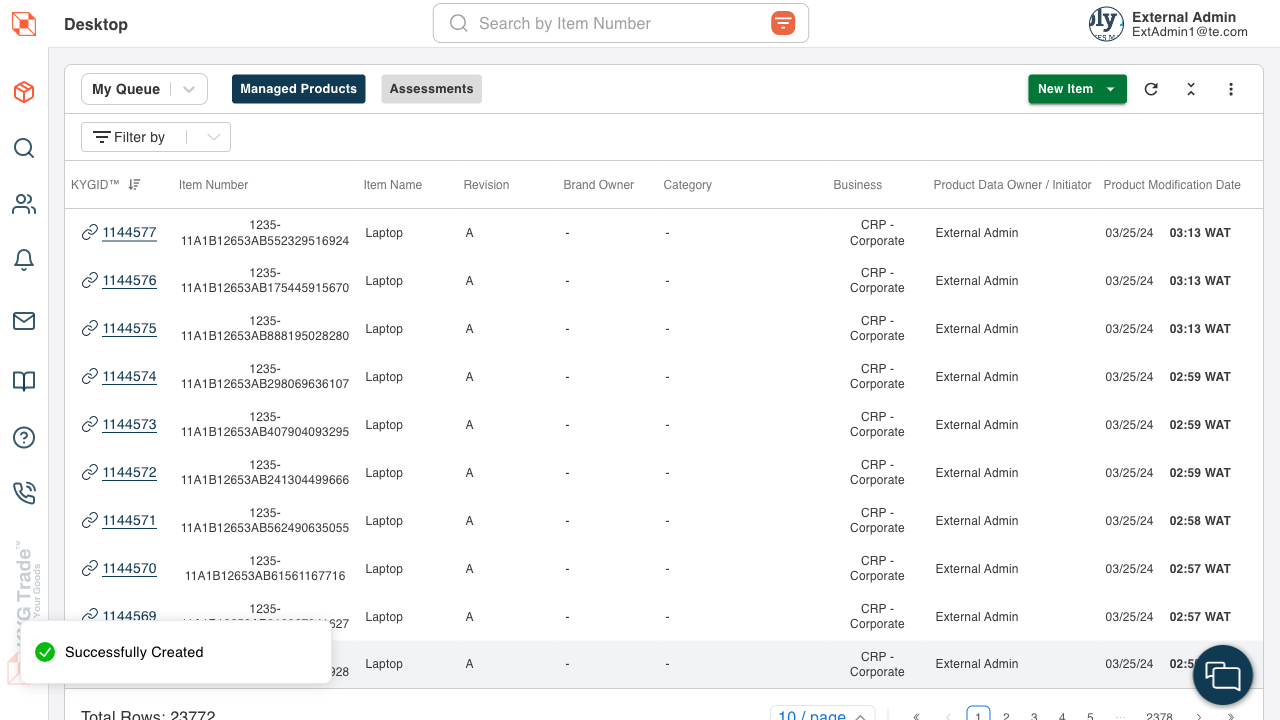 Desktop
Search by Item Number
External Admin
ExtAdmin1@te.com
My Queue
Managed Products
Assessments
New Item
Filter by
KYGID™ Item Number Item Name Revision Brand Owner Category Business Product Data Owner / Initiator Product Modification Date
1144577 1235-11A1B12653AB552329516924 Laptop A - - CRP - Corporate External Admin 03/25/24 03:13 WAT
1144576 1235-11A1B12653AB175445915670 Laptop A - - CRP - Corporate External Admin 03/25/24 03:13 WAT
1144575 1235-11A1B12653AB888195028280 Laptop A - - CRP - Corporate External Admin 03/25/24 03:13 WAT
1144574 1235-11A1B12653AB298069636107 Laptop A - - CRP - Corporate External Admin 03/25/24 02:59 WAT
1144573 1235-11A1B12653AB407904093295 Laptop A - - CRP - Corporate External Admin 03/25/24 02:59 WAT
1144572 1235-11A1B12653AB241304499666 Laptop A - - CRP - Corporate External Admin 03/25/24 02:59 WAT
1144571 1235-11A1B12653AB562490635055 Laptop A - - CRP - Corporate External Admin 03/25/24 02:58 WAT
1144570 1235-11A1B12653AB61561167716 Laptop A - - CRP - Corporate External Admin 03/25/24 02:57 WAT
1144569 1235- Laptop A - - CRP - Corporate External Admin 03/25/24 02:57 WAT
928 Laptop A - - CRP - Corporate External Admin 03/25/24
Successfully Created
Trade™
Your Goods
Total Rows: 23772
10 / page
1 2 3 4 5 ··· 2378